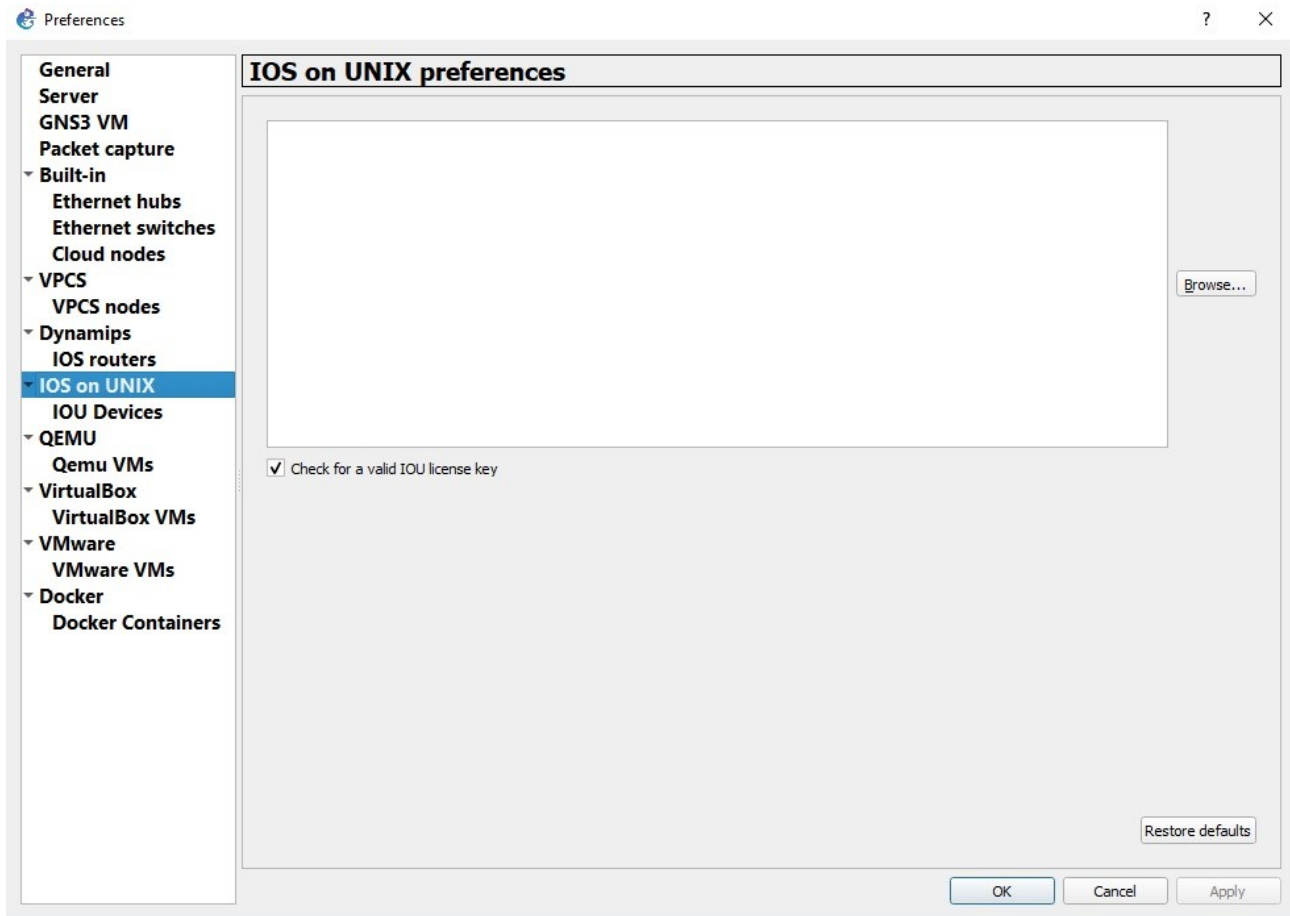 Preferences
?
General
Server
GNS3 VM
Packet capture
Built-in
Ethernet hubs
Ethernet switches
Cloud nodes
VPCS
VPCS nodes
Dynamips
IOS routers
IOS on UNIX
IOU Devices
QEMU
Qemu VMs
VirtualBox
VirtualBox VMs
VMware
VMware VMs
Docker
Docker Containers
IOS on UNIX preferences
Browse...
Check for a valid IOU license key
Restore defaults
OK
Cancel
Apply